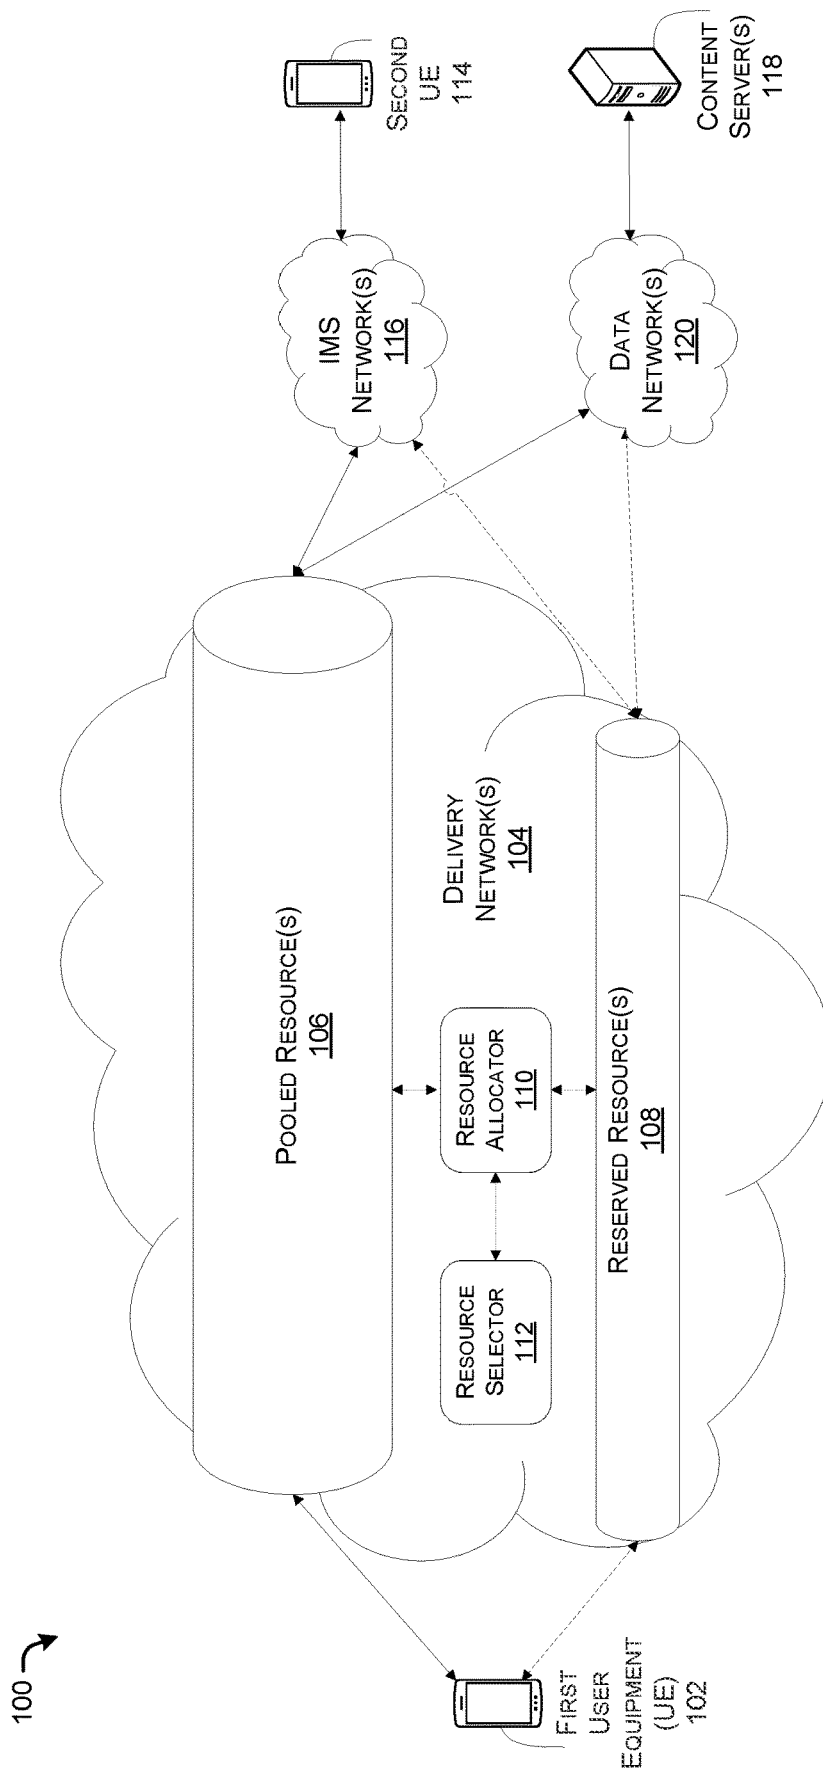 100
FIRST
USER
EQUIPMENT
(UE)
102
POOLED RESOURCE(S)
106
RESOURCE
SELECTOR
112
RESOURCE
ALLOCATOR
110
DELIVERY
NETWORK(S)
104
RESERVED RESOURCE(S)
108
IMS
NETWORK(S)
116
DATA
NETWORK(S)
120
SECOND
UE
114
CONTENT
SERVER(S)
118